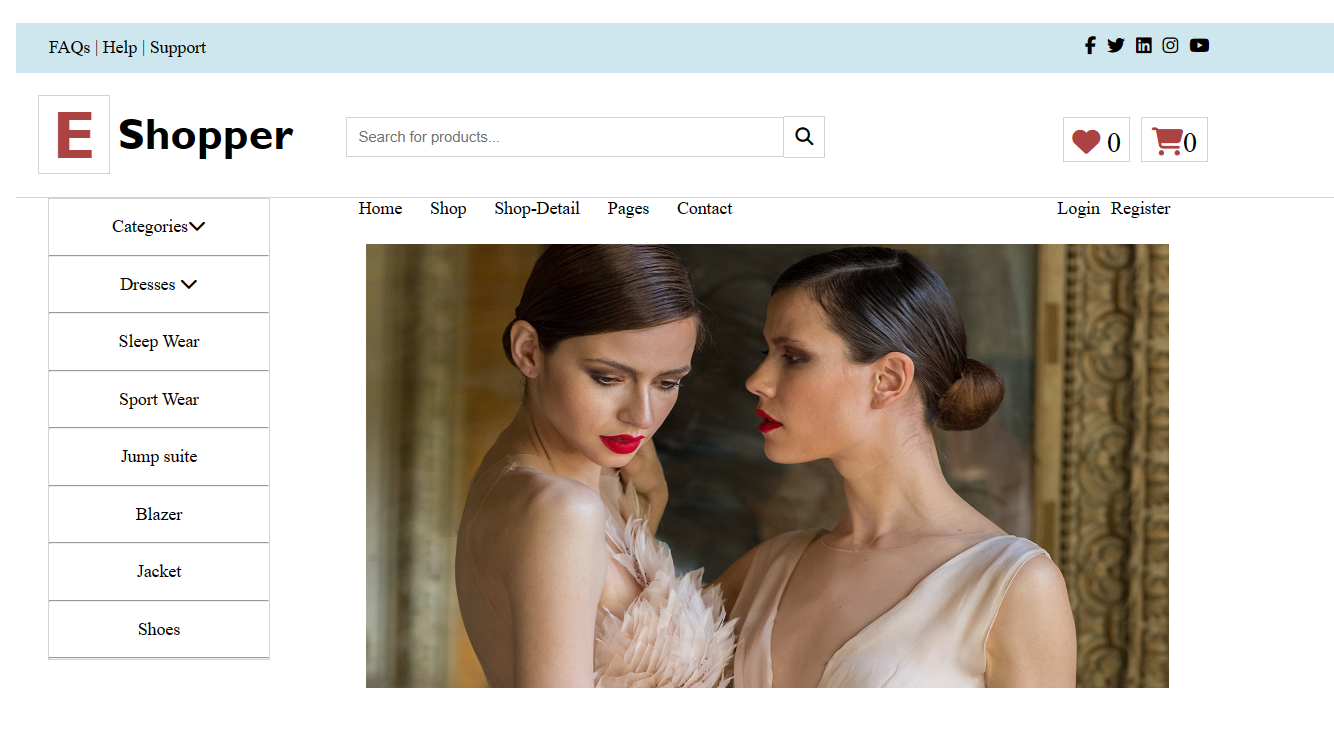 FAQs | Help | Support
E Shopper
Search for products...
0
0
Home Shop Shop-Detail Pages Contact
Login Register
Categories
Dresses
Sleep Wear
Sport Wear
Jump suite
Blazer
Jacket
Shoes